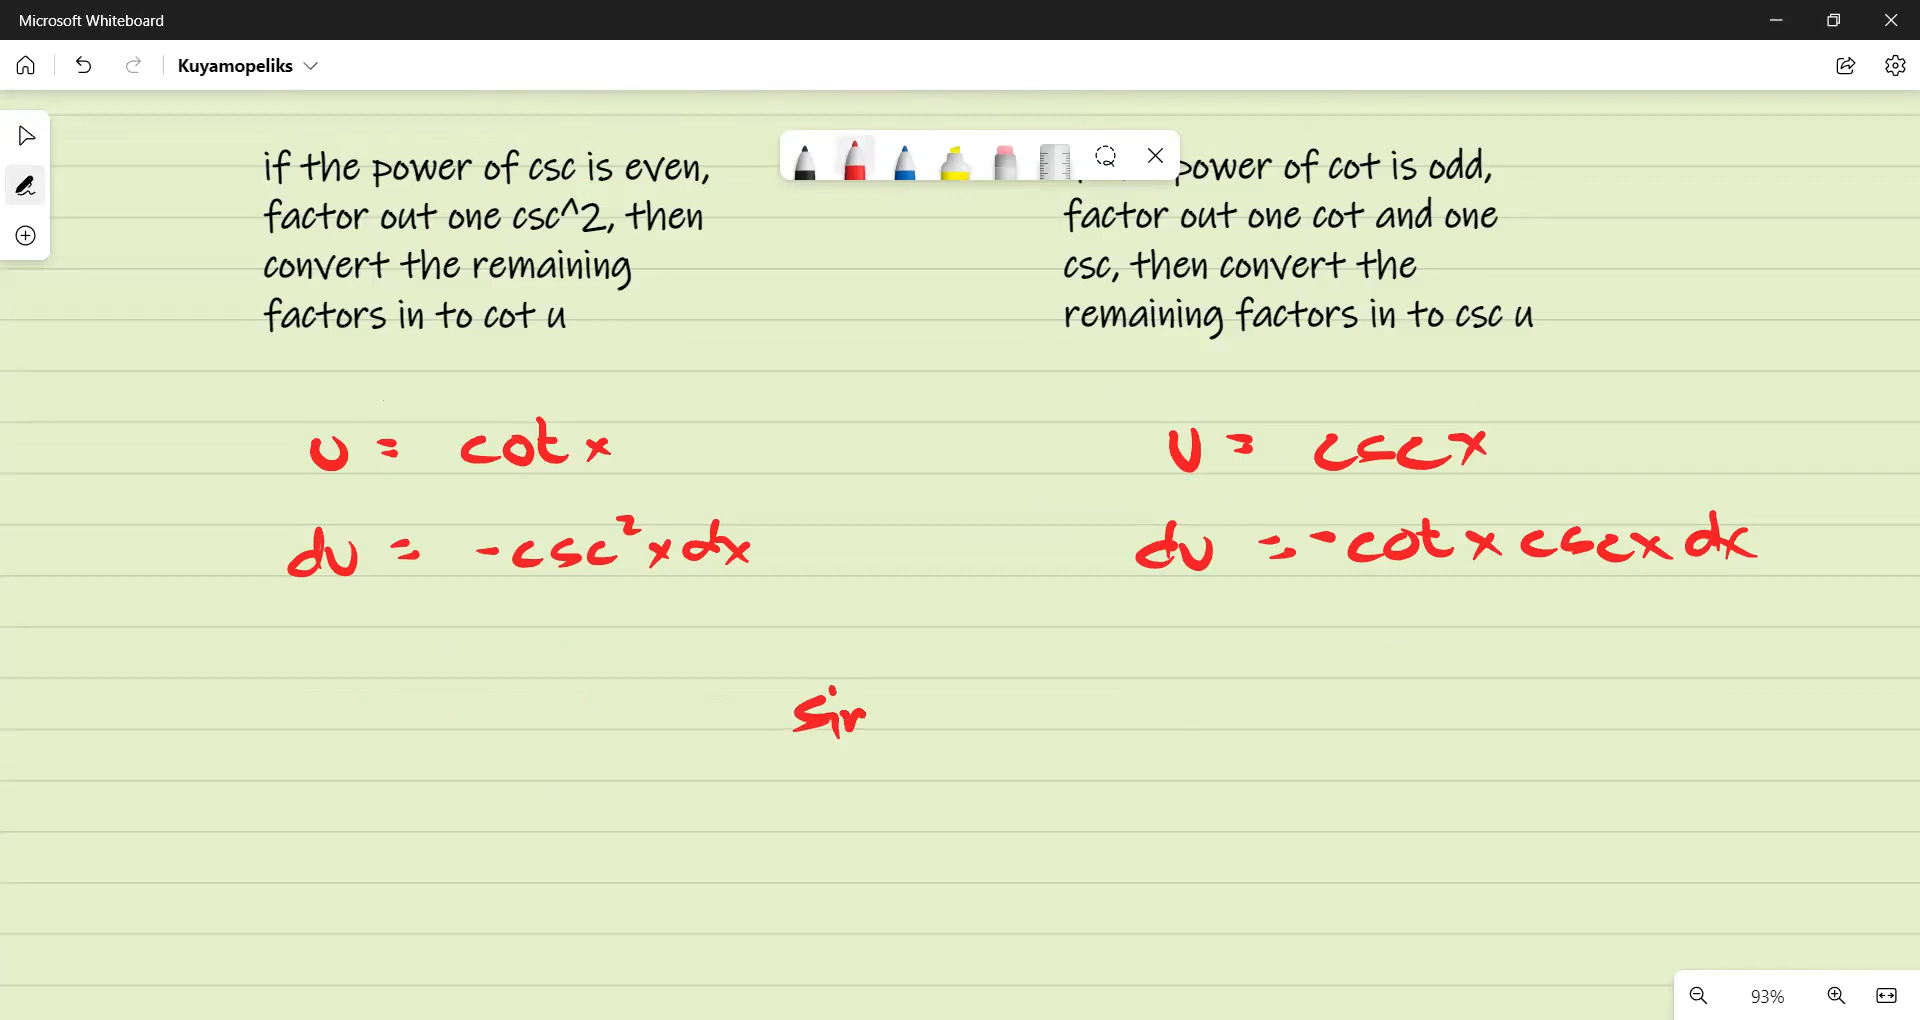 Microsoft Whiteboard
Kuyamopeliks
if the power of csc is even,
factor out one csc^2, then
convert the remaining
factors in to cot u
power of cot is odd,
factor out one cot and one
csc, then convert the
remaining factors in to csc u
u = cot x
du = -csc²x dx
u = csc x
du = -cot x csc x dx
sin
93%